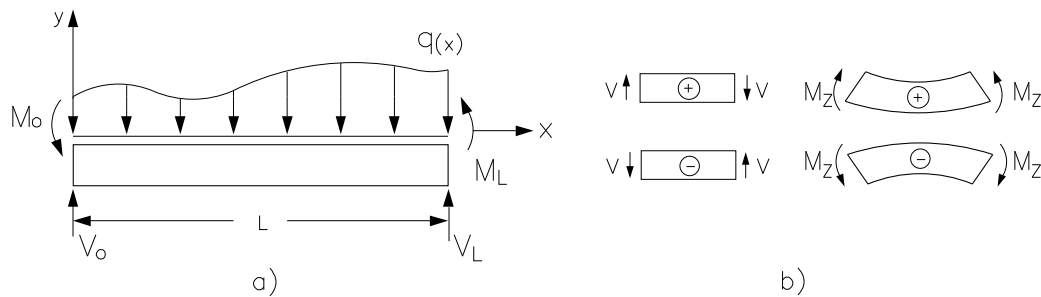 y
q(x)
Mo
X
ML
L
Vo
VL
a)
V + V
MZ + MZ
V - V
MZ - MZ
b)